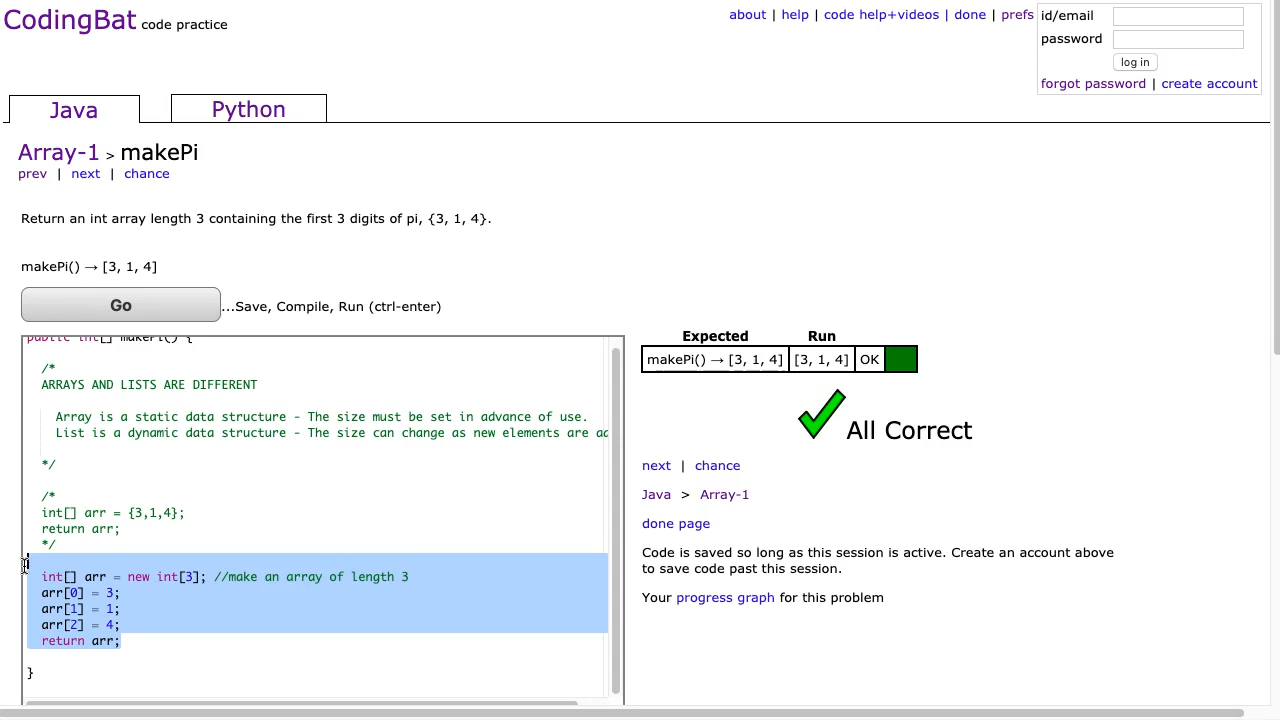 CodingBat code practice
about | help | code help+videos | done | prefs
id/email
password
log in
forgot password | create account
Java
Python
Array-1 > makePi
prev | next | chance
Return an int array length 3 containing the first 3 digits of pi, {3, 1, 4}.
makePi() → [3, 1, 4]
Go
...Save, Compile, Run (ctrl-enter)
public int[] makePi() {
/*
ARRAYS AND LISTS ARE DIFFERENT
Array is a static data structure - The size must be set in advance of use.
List is a dynamic data structure - The size can change as new elements are
*/
/*
int[] arr = {3,1,4};
return arr;
*/
int[] arr = new int[3]; //make an array of length 3
arr[0] = 3;
arr[1] = 1;
arr[2] = 4;
return arr;
}
Expected Run
makePi() → [3, 1, 4] [3, 1, 4] OK
All Correct
next | chance
Java > Array-1
done page
Code is saved so long as this session is active. Create an account above
to save code past this session.
Your progress graph for this problem